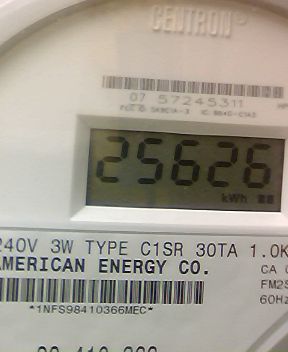 CENTRON
07 57245311
25626
kWh
240V 3W TYPE C1SR 30TA 1.0K
AMERICAN ENERGY CO.
CA
FM2S
60Hz
*1NFS98410366MEC*